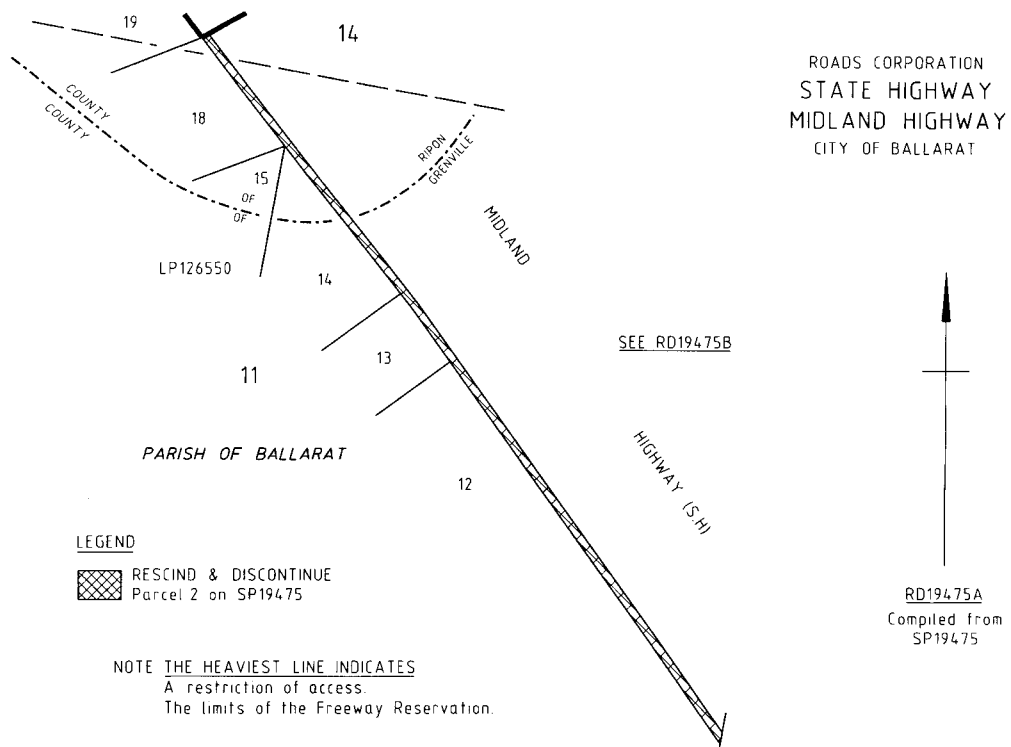 19
14
ROADS CORPORATION
STATE HIGHWAY
MIDLAND HIGHWAY
CITY OF BALLARAT
COUNTY
COUNTY
18
RIPON
GRENVILLE
15
OF
OF
MIDLAND
LP126550
14
SEE RD19475B
13
11
PARISH OF BALLARAT
12
HIGHWAY (S.H)
LEGEND
RESCIND & DISCONTINUE
Parcel 2 on SP19475
RD19475A
Compiled from
SP19475
NOTE THE HEAVIEST LINE INDICATES
A restriction of access.
The limits of the Freeway Reservation.